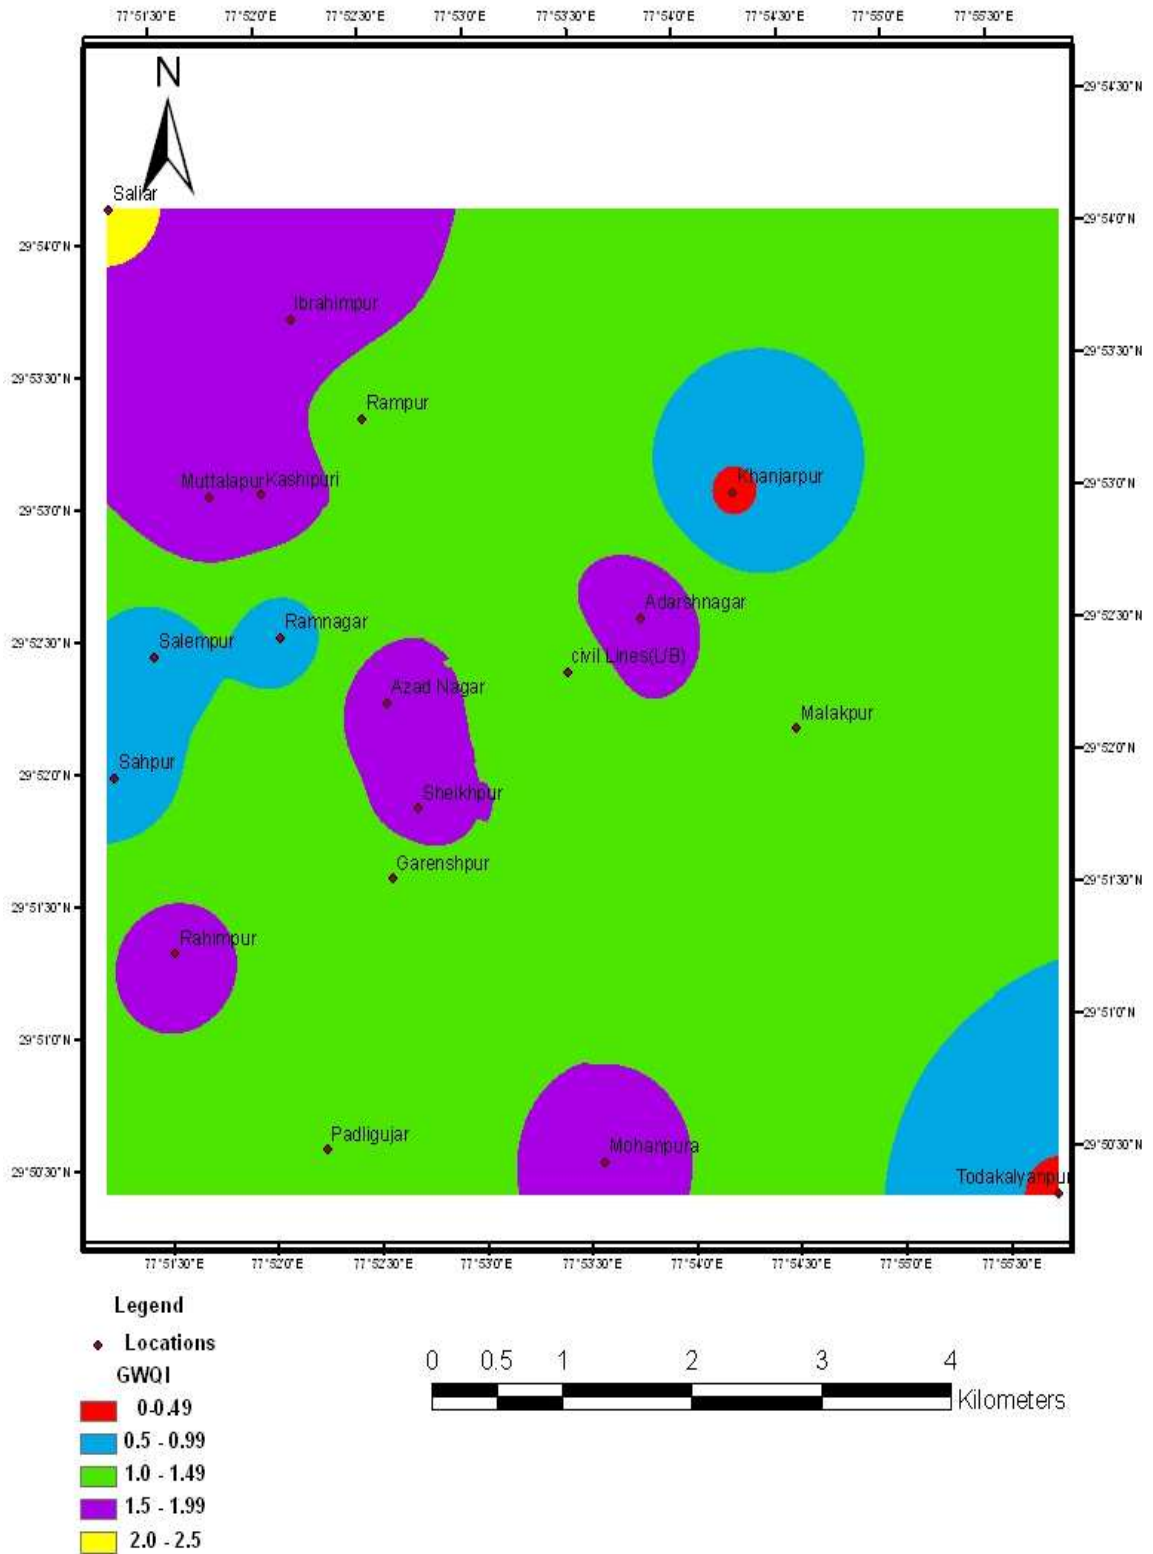 77°51'30"E 77°52'0"E 77°52'30"E 77°53'0"E 77°53'30"E 77°54'0"E 77°54'30"E 77°55'0"E 77°55'30"E
N
29°54'30"N
Saliar
29°54'0"N
29°54'0"N
Ibrahimpur
29°53'30"N
29°53'30"N
Rampur
Muttalapur Kashipuri
Khanjarpur
29°53'0"N
29°53'0"N
Adarshnagar
29°52'30"N
Ramnagar
Salempur
29°52'30"N
civil Lines(L/B)
Azad Nagar
Malakpur
29°52'0"N
Sahpur
29°52'0"N
Sheikhpur
Garenshpur
29°51'30"N
29°51'30"N
Rahimpur
29°51'0"N
29°51'0"N
Padligujar
Mohanpura
29°50'30"N
29°50'30"N
Todakalyanpur
77°51'30"E 77°52'0"E 77°52'30"E 77°53'0"E 77°53'30"E 77°54'0"E 77°54'30"E 77°55'0"E 77°55'30"E
Legend
Locations
GWQI
0-0.49
0.5 - 0.99
1.0 - 1.49
1.5 - 1.99
2.0 - 2.5
0 0.5 1 2 3 4
Kilometers